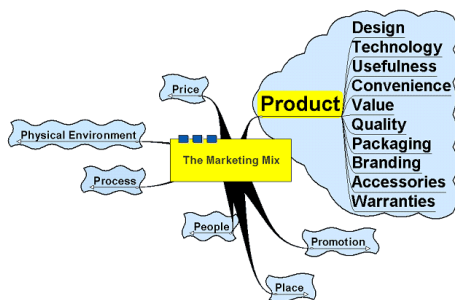 Design
Technology
Usefulness
Convenience
Value
Quality
Packaging
Branding
Accessories
Warranties
Product
Price
Physical Environment
The Marketing Mix
Process
People
Promotion
Place